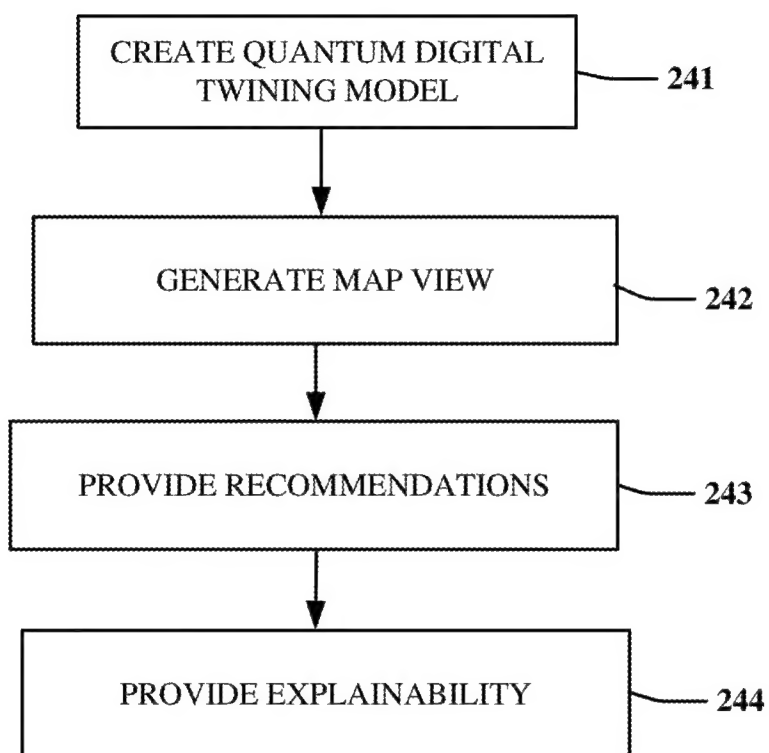 CREATE QUANTUM DIGITAL
TWINING MODEL
241
GENERATE MAP VIEW
242
PROVIDE RECOMMENDATIONS
243
PROVIDE EXPLAINABILITY
244